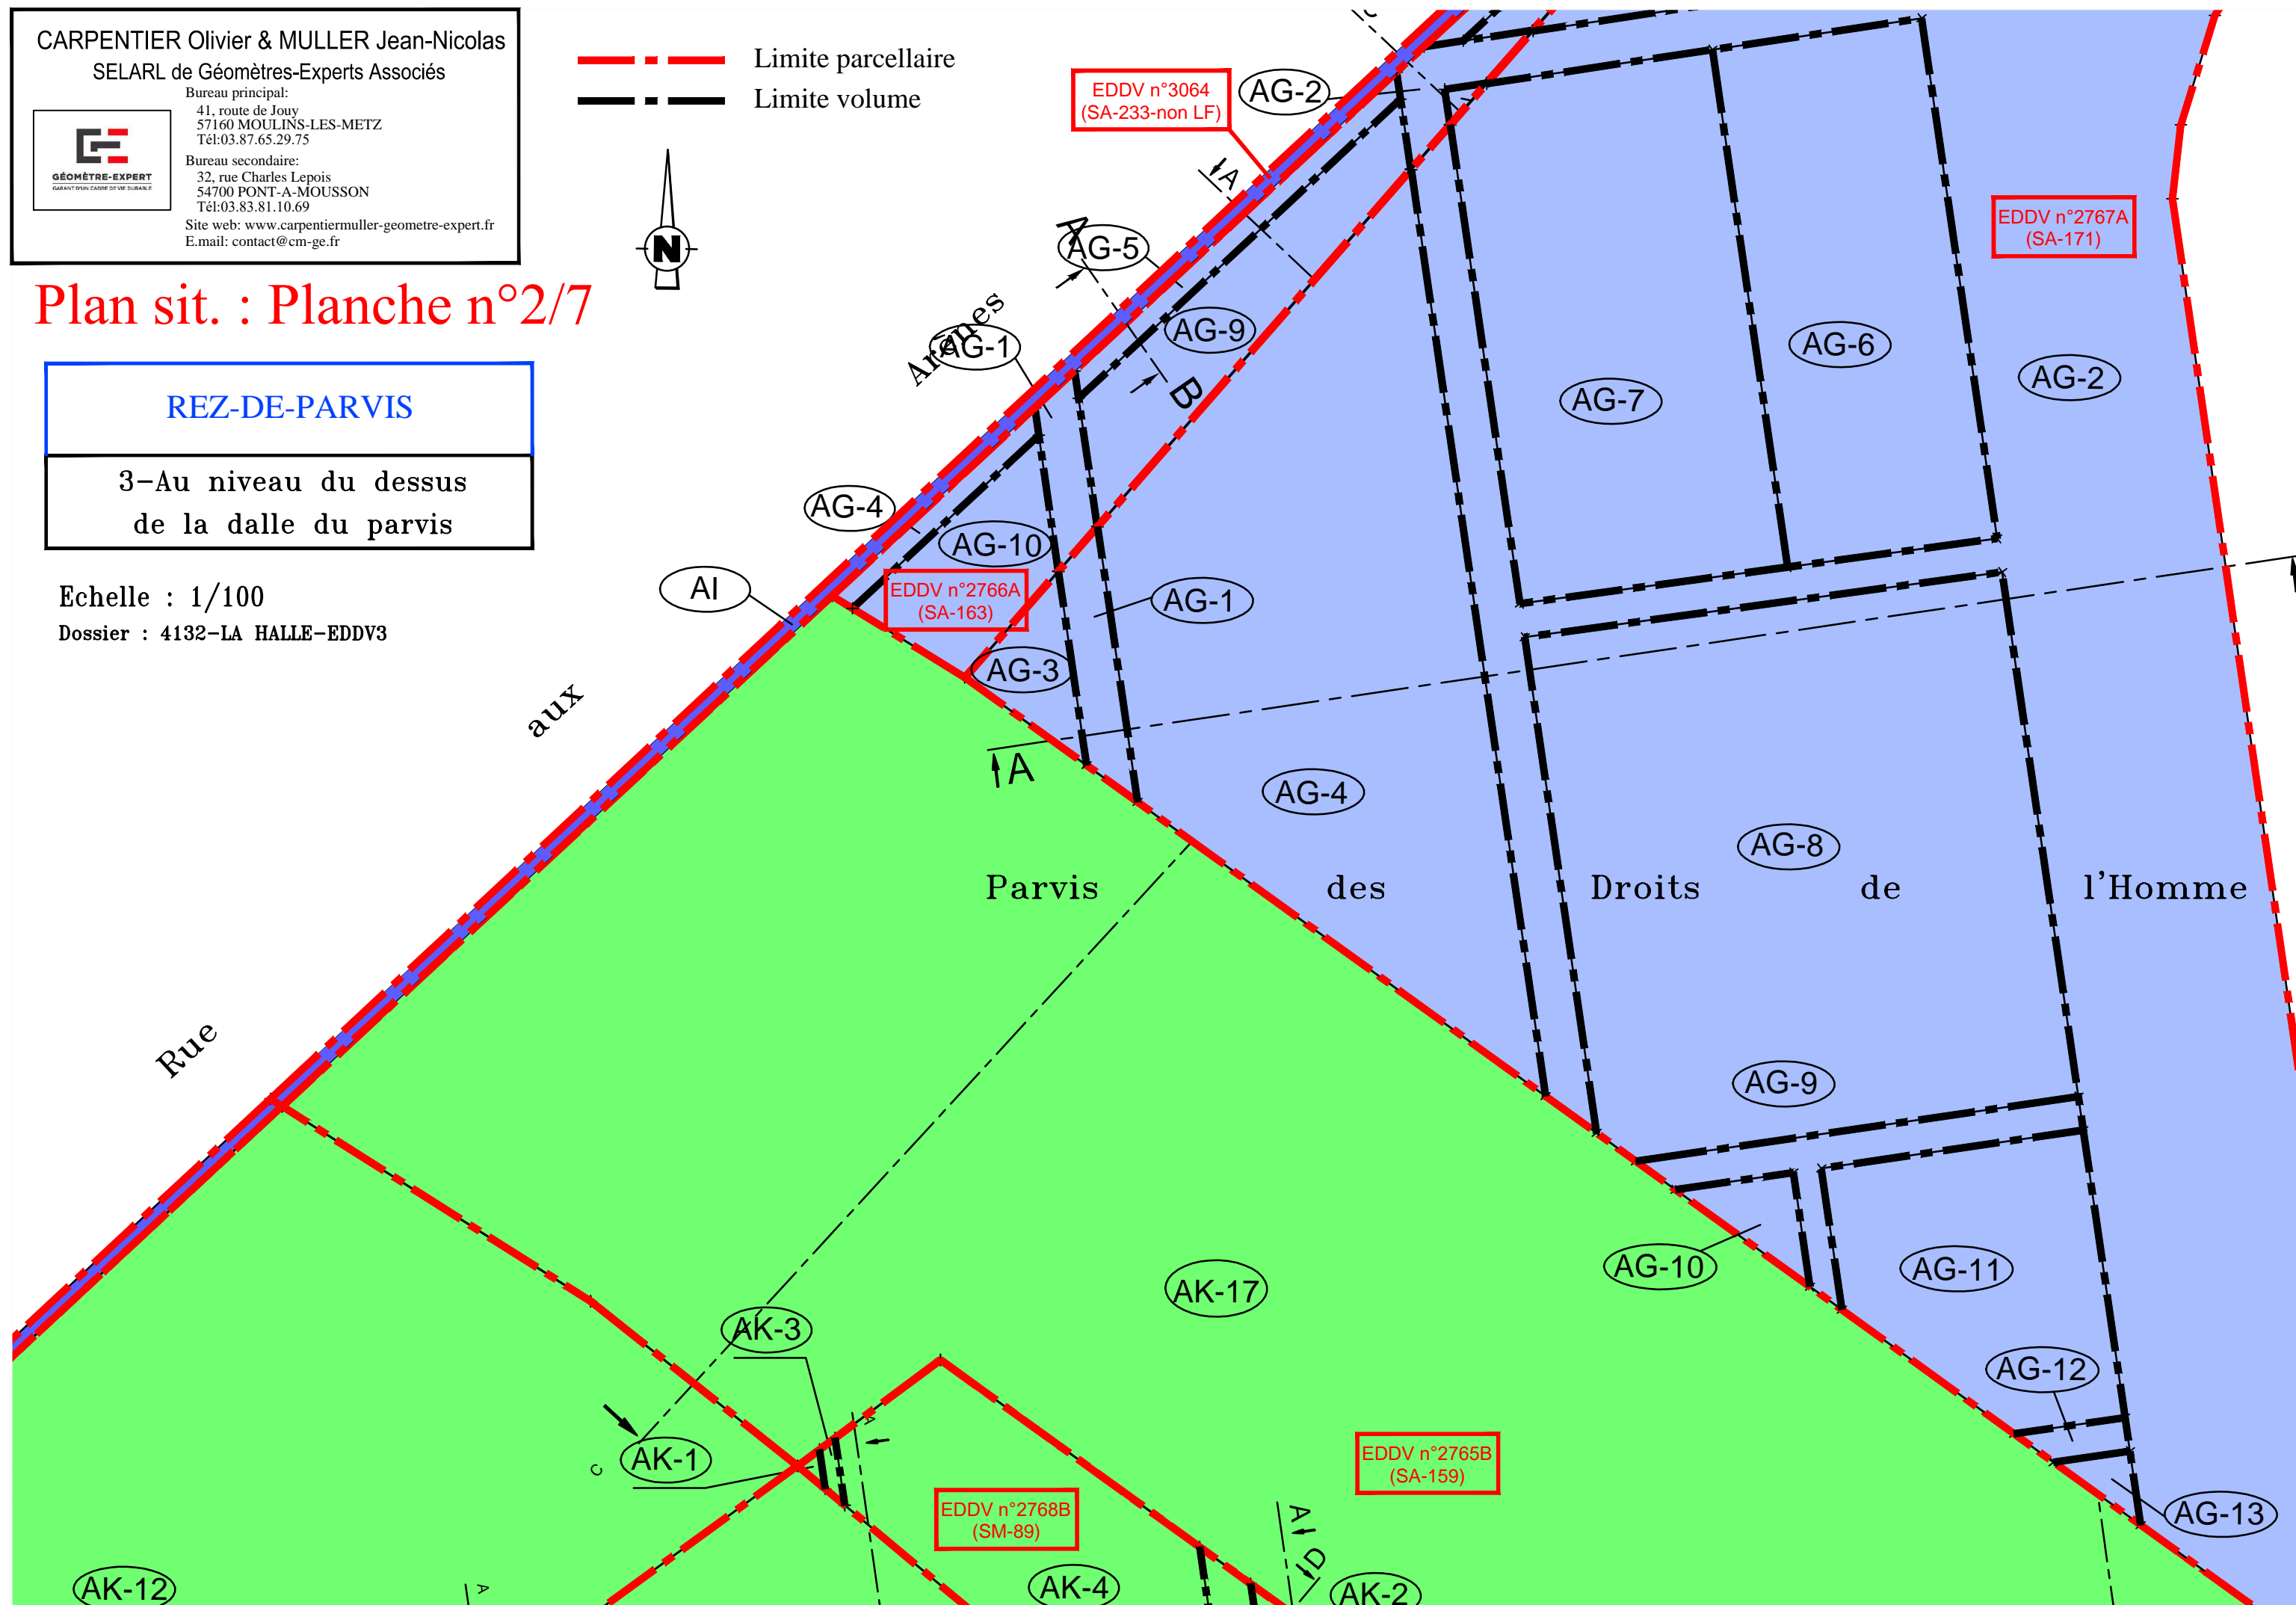 CARPENTIER Olivier & MULLER Jean-Nicolas
SELARL de Géomètres-Experts Associés
Bureau principal:
41, route de Jouy
57160 MOULINS-LES-METZ
Tél:03.87.65.29.75
Bureau secondaire:
32, rue Charles Lepois
54700 PONT-A-MOUSSON
Tél:03.83.81.10.69
Site web: www.carpentiermuller-geometre-expert.fr
E.mail: contact@cm-ge.fr
GÉOMÈTRE-EXPERT
GARANT D'UN CADRE DE VIE DURABLE
Limite parcellaire
Limite volume
N
Plan sit. : Planche n°2/7
REZ-DE-PARVIS
3-Au niveau du dessus
de la dalle du parvis
Echelle : 1/100
Dossier : 4132-LA HALLE-EDDV3
EDDV n°3064
(SA-233-non LF)
AG-2
A
A
AG-5
AG-9
B
Arènes
AG-1
AG-4
AG-10
AI
EDDV n°2766A
(SA-163)
AG-1
AG-3
EDDV n°2767A
(SA-171)
AG-6
AG-2
AG-7
A
AG-4
AG-8
aux
Parvis des Droits de l'Homme
Rue
AG-9
AG-10
AG-11
AG-12
AG-13
AK-17
AK-3
AK-1
A
C
EDDV n°2765B
(SA-159)
EDDV n°2768B
(SM-89)
A
D
AK-12
A
AK-4
AK-2